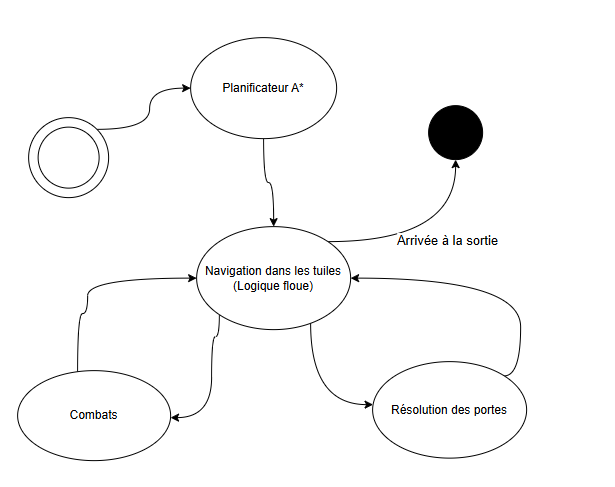 Planificateur A*
Arrivée à la sortie
Navigation dans les tuiles
(Logique floue)
Combats
Résolution des portes